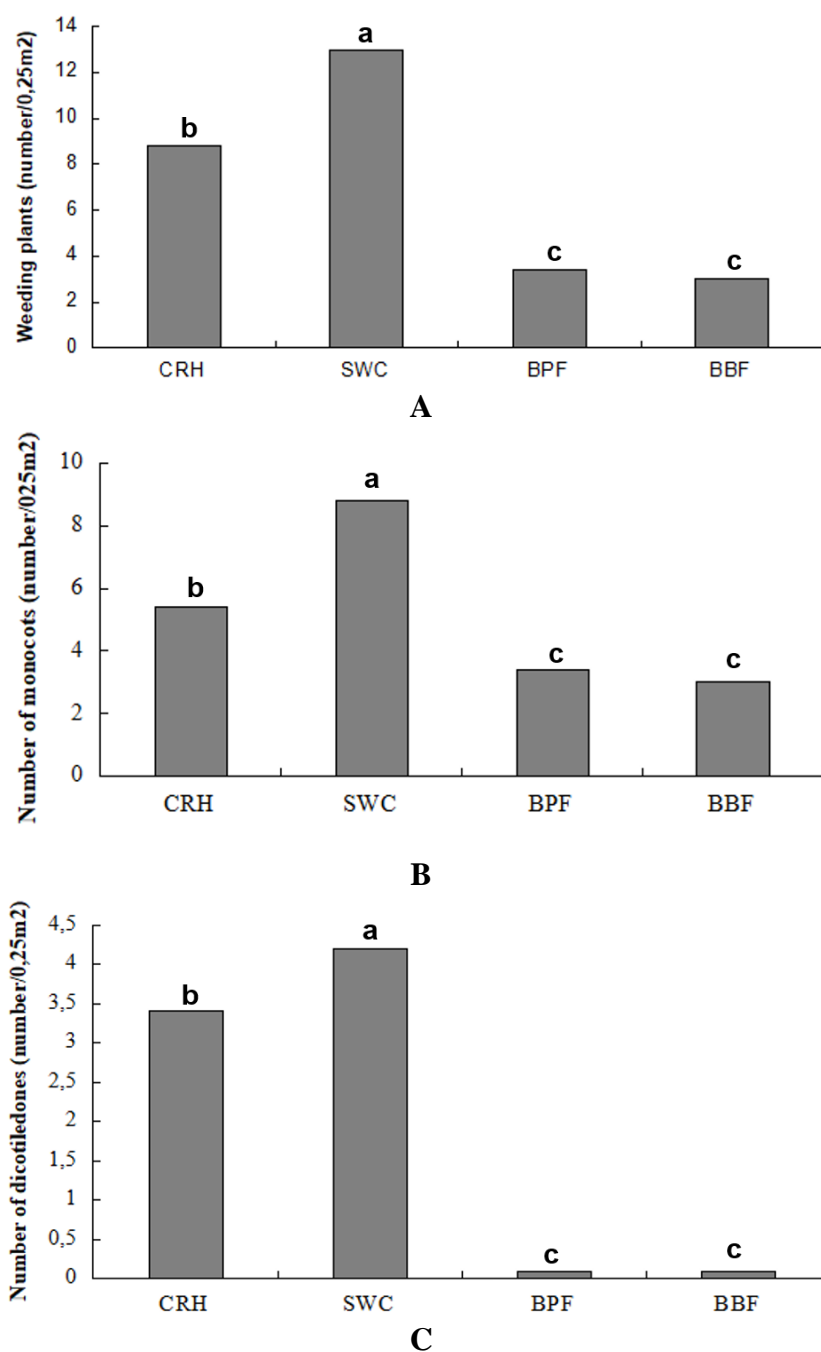 Weeding plants (number/0,25m2)
14
12
10
8
6
4
2
0
b
a
c
c
CRH SWC BPF BBF
A
Number of monocots (number/025m2)
10
8
6
4
2
0
b
a
c
c
CRH SWC BPF BBF
B
Number of dicotiledones (number/0,25m2)
4,5
4
3,5
3
2,5
2
1,5
1
0,5
0
b
a
c
c
CRH SWC BPF BBF
C